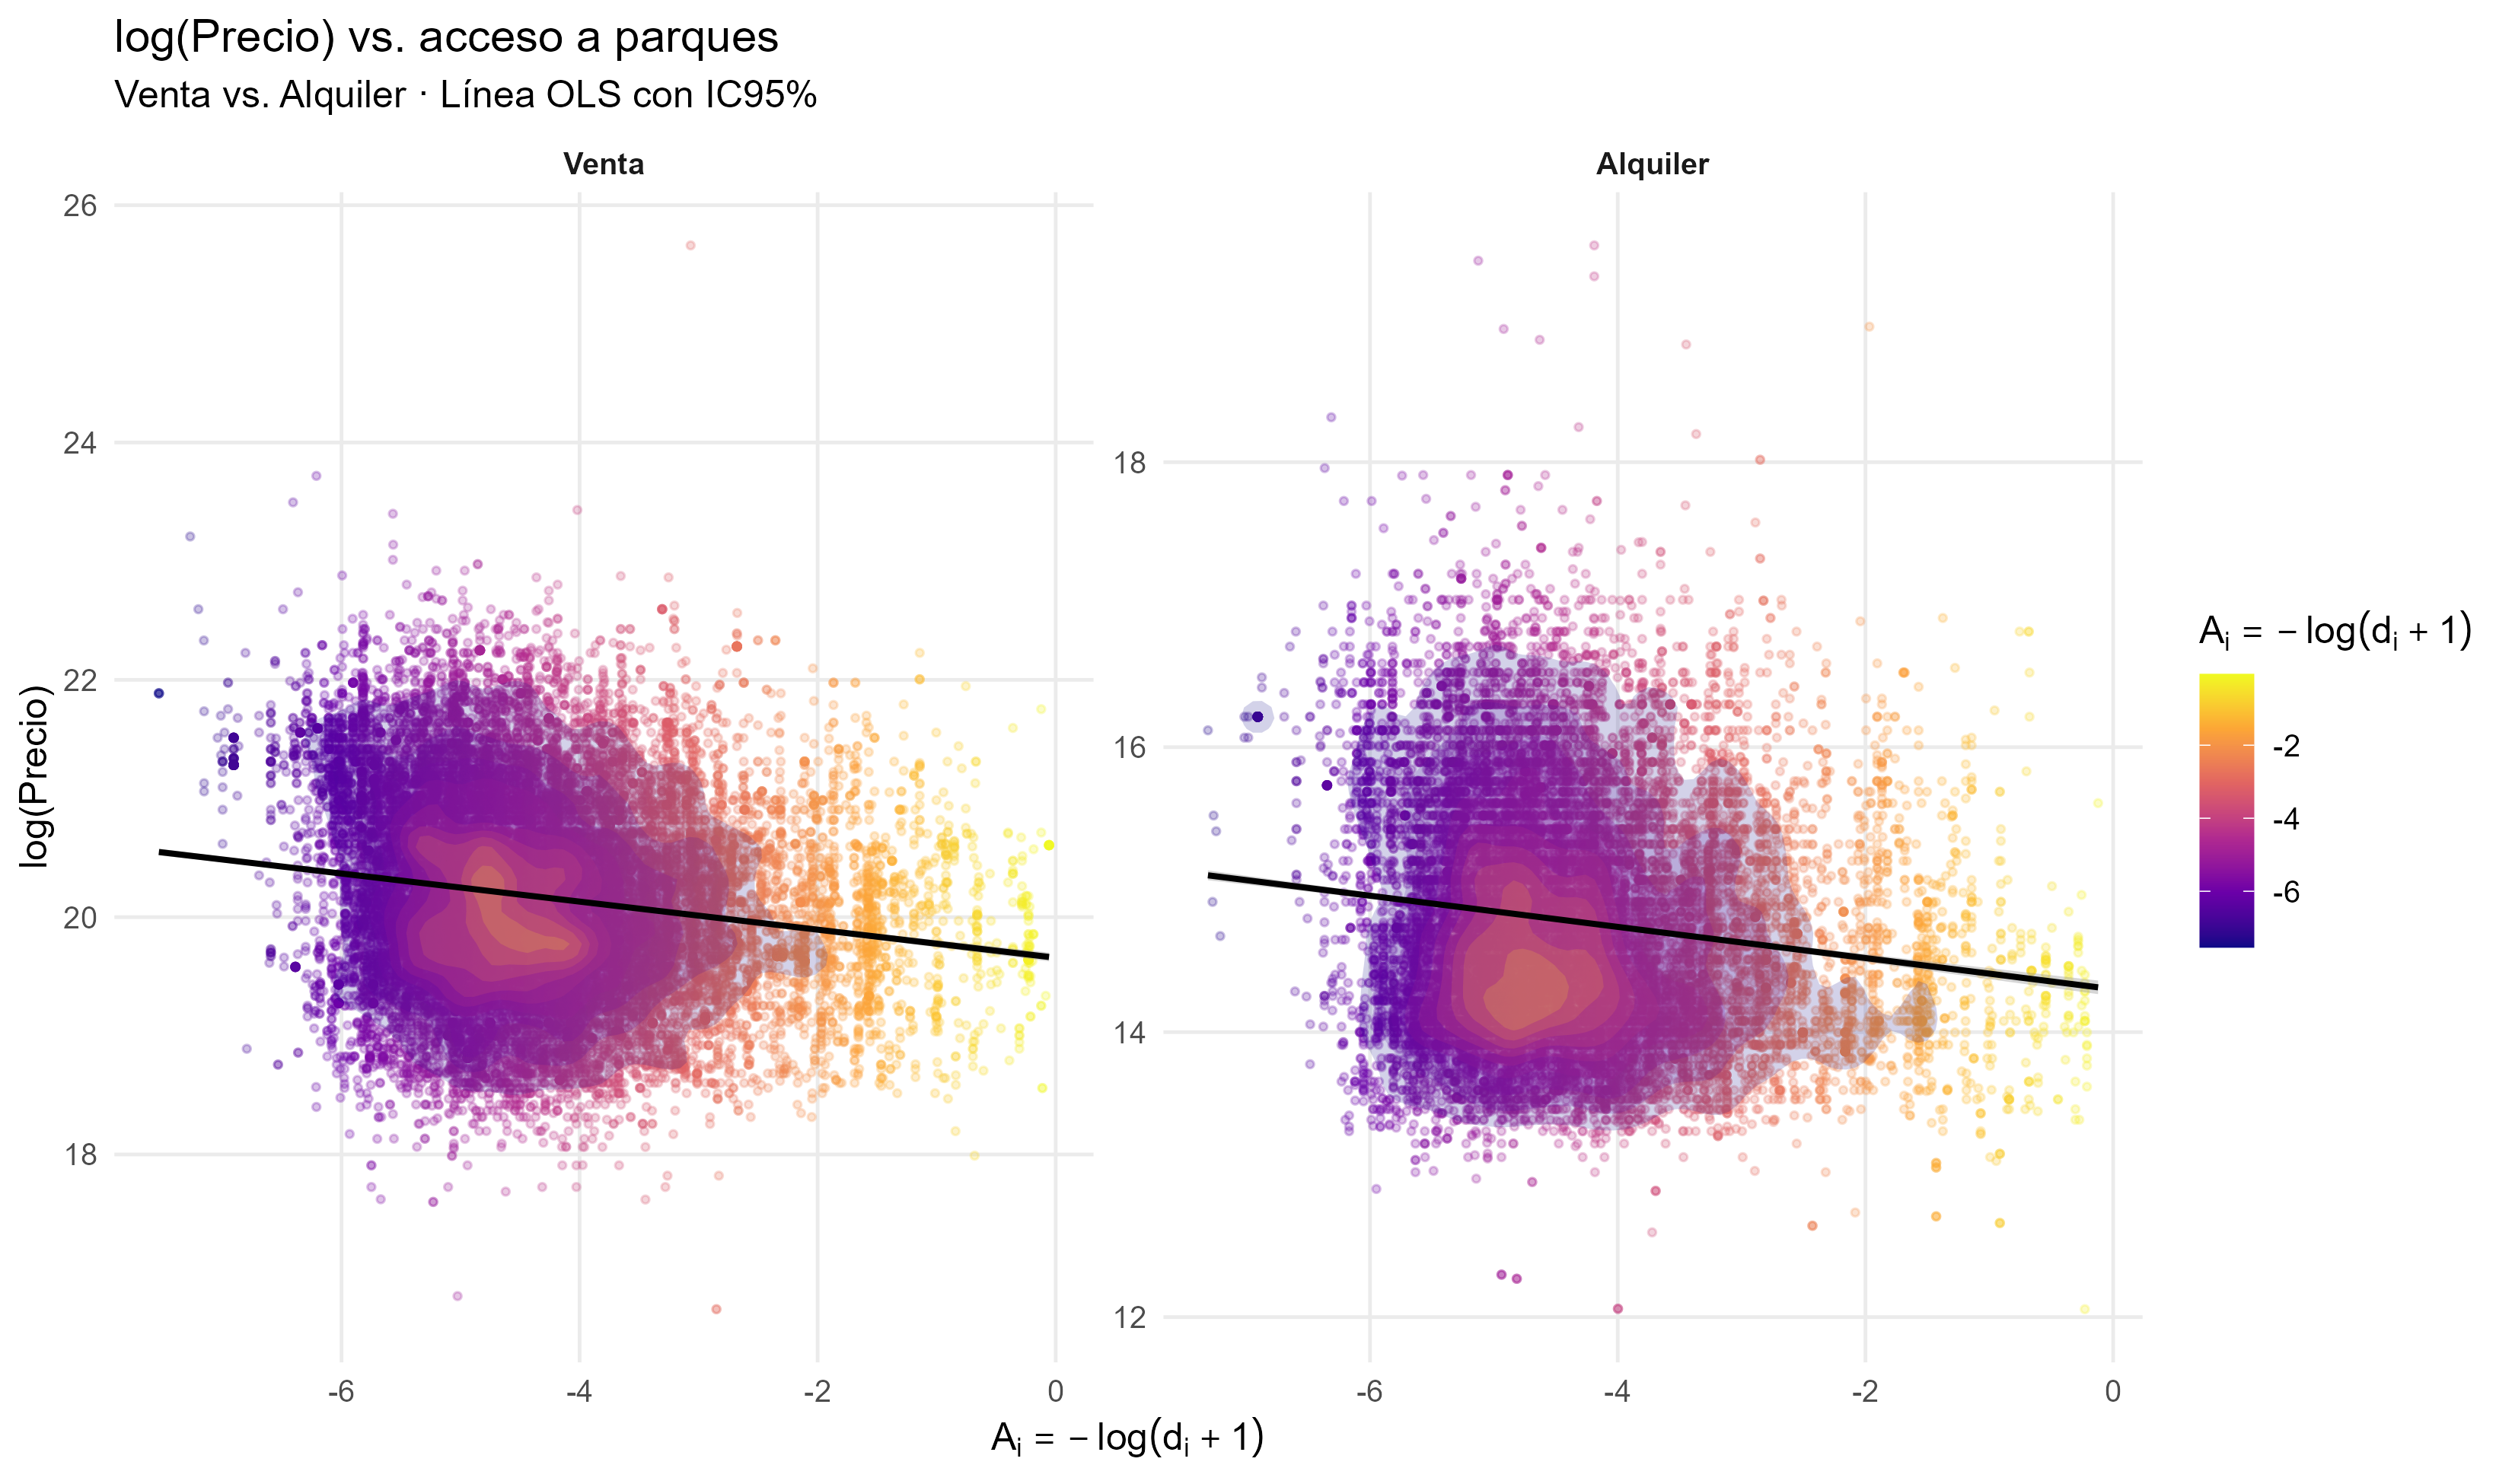 log(Precio) vs. acceso a parques
Venta vs. Alquiler · Línea OLS con IC95%
Venta
Alquiler
log(Precio)
26
24
22
20
18
18
16
14
12
-6
-4
-2
0
-6
-4
-2
0
Aᵢ = − log(dᵢ + 1)
Aᵢ = − log(dᵢ + 1)
-2
-4
-6